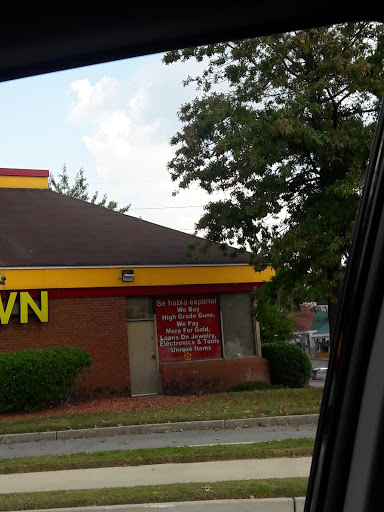 WN
Se habla espanol
We Buy
High Grade Guns,
We Pay
More For Gold,
Loans On Jewelry,
Electronics & Tools
Unique Items